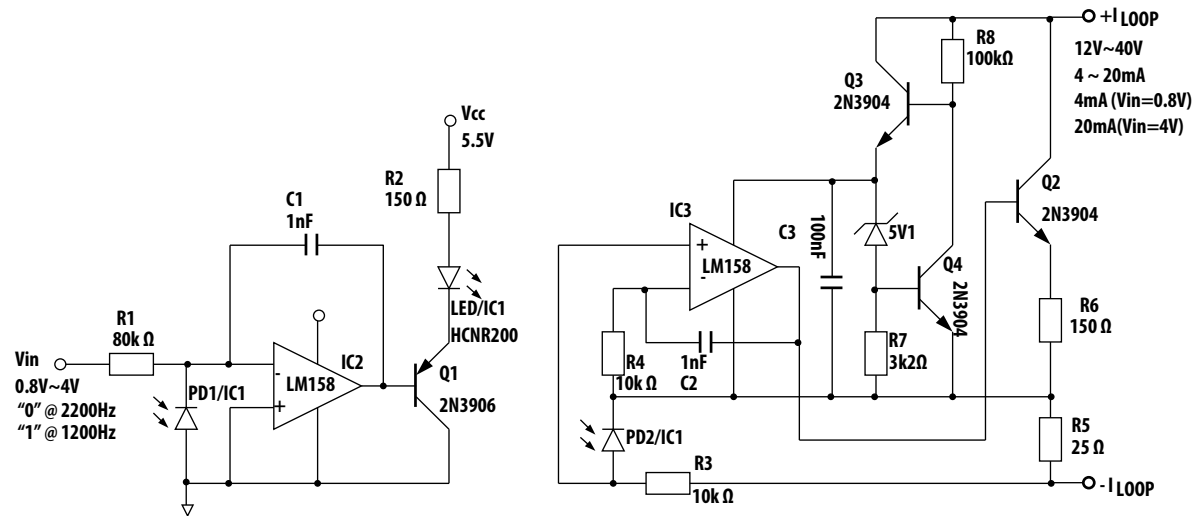 Vin
0.8V~4V
“0” @ 2200Hz
“1” @ 1200Hz
R1
80k Ω
PD1/IC1
C1
1nF
-
+
LM158
IC2
Vcc
5.5V
R2
150 Ω
LED/IC1
HCNR200
Q1
2N3906
IC3
+
-
LM158
R4
10k Ω
1nF
C2
PD2/IC1
R3
10k Ω
C3
100nF
Q3
2N3904
R8
100kΩ
5V1
Q4
2N3904
R7
3k2Ω
Q2
2N3904
R6
150 Ω
R5
25 Ω
+I LOOP
12V~40V
4 ~ 20mA
4mA (Vin=0.8V)
20mA(Vin=4V)
- I LOOP